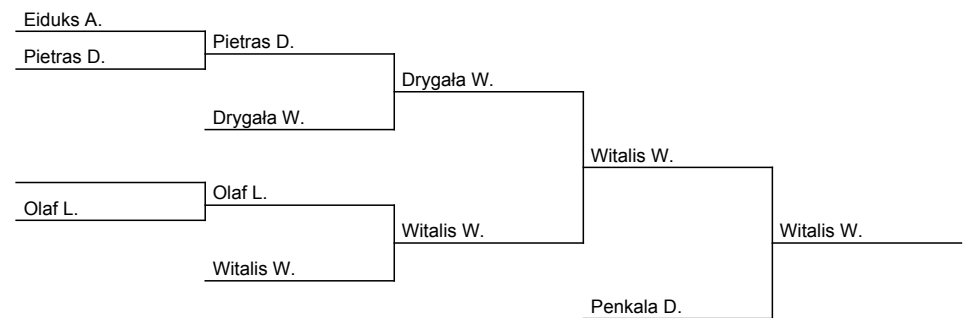 Eiduks A.
Pietras D.
Pietras D.
Drygała W.
Drygała W.
Witalis W.
Olaf L.
Olaf L.
Witalis W.
Witalis W.
Witalis W.
Penkala D.